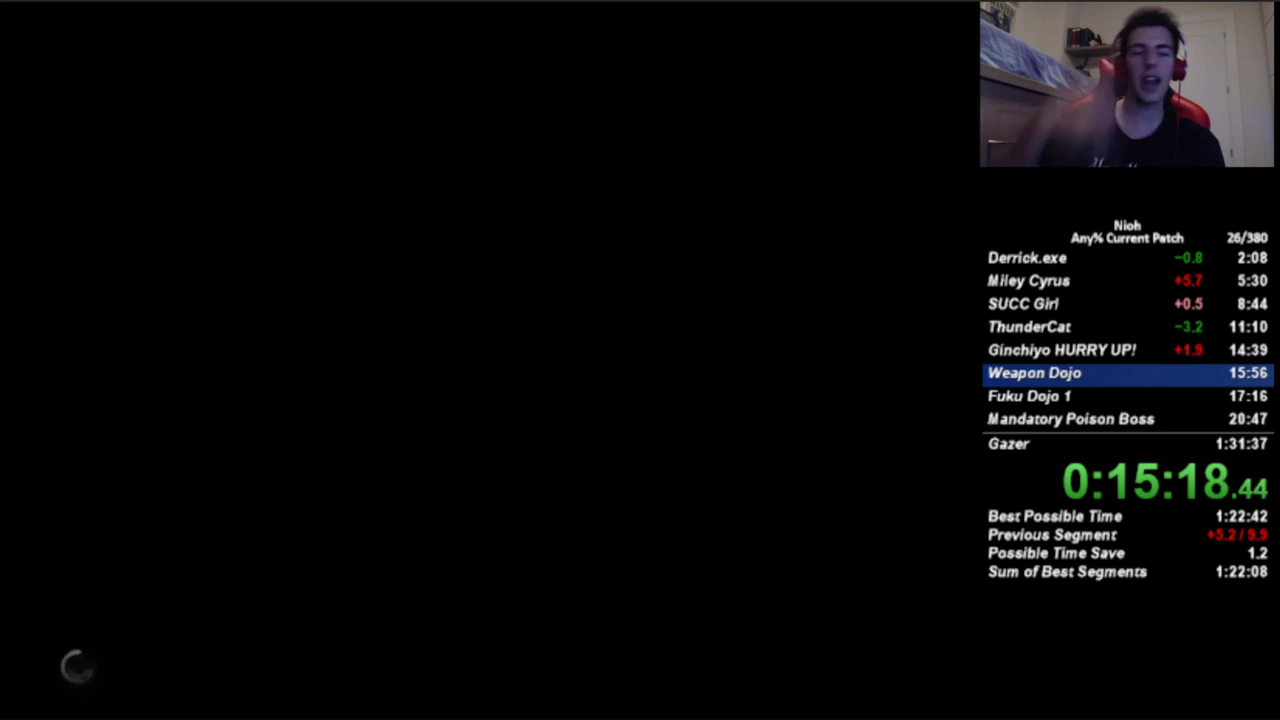 Nioh
Any% Current Patch 26/380
Derrick.exe -0.8 2:08
Miley Cyrus +5.7 5:30
SUCC Girl +0.5 8:44
ThunderCat -3.2 11:10
Ginchiyo HURRY UP! +1.9 14:39
Weapon Dojo 15:56
Fuku Dojo 1 17:16
Mandatory Poison Boss 20:47
Gazer 1:31:37
0:15:18.44
Best Possible Time 1:22:42
Previous Segment +5.2 / 9.9
Possible Time Save 1.2
Sum of Best Segments 1:22:08